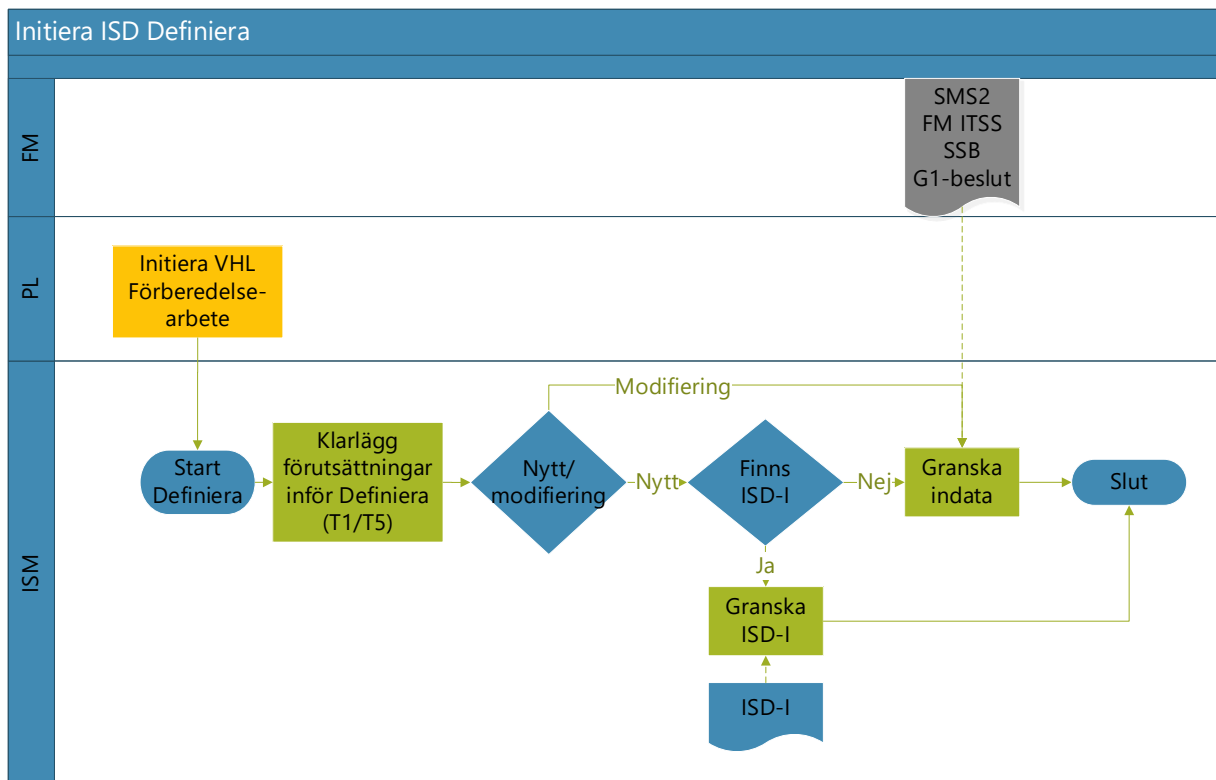 Initiera ISD Definiera
FM
SMS2
FM ITSS
SSB
G1-beslut
PL
Initiera VHL
Förberedelse-
arbete
ISM
Modifiering
Start
Definiera
Klarlägg
förutsättningar
inför Definiera
(T1/T5)
Nytt/
modifiering
Nytt
Finns
ISD-I
Nej
Granska
indata
Slut
Ja
Granska
ISD-I
ISD-I